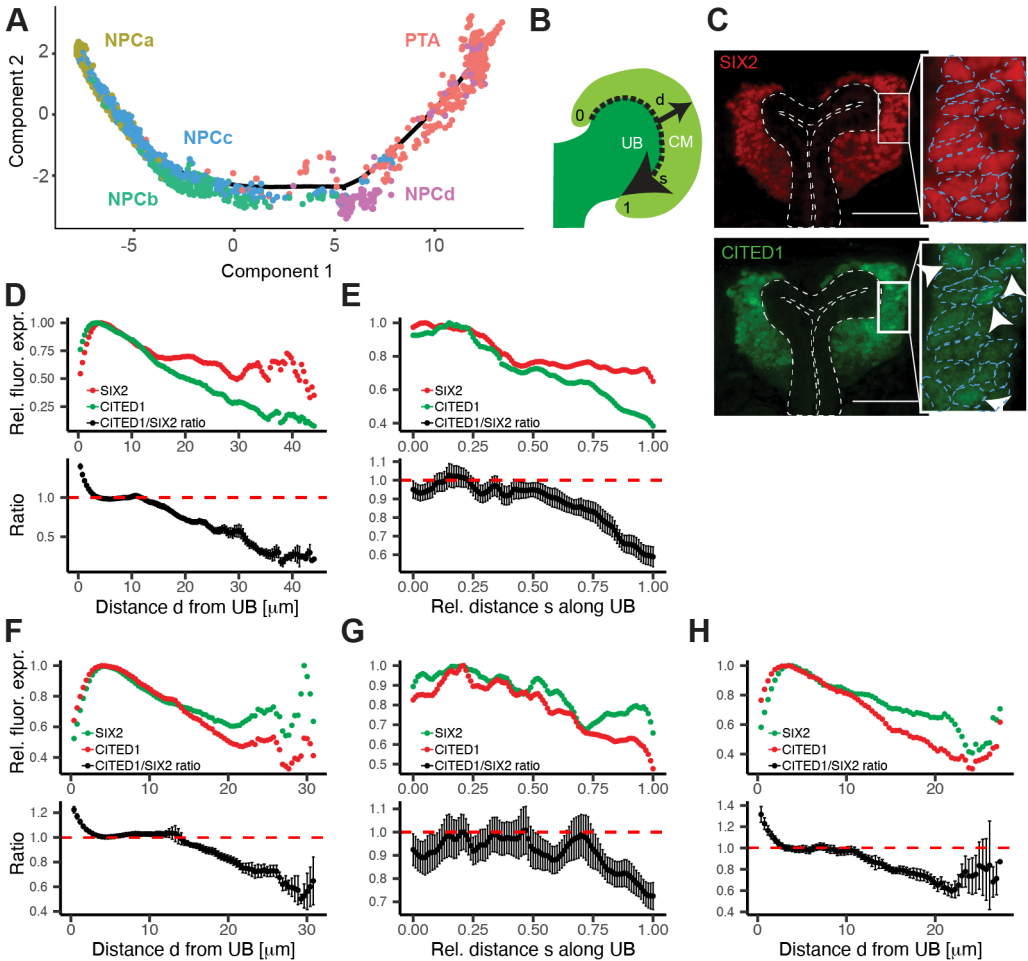 A
NPCa
PTA
NPCc
NPCb
NPCd
Component 2
2
0
-2
-5
0
5
10
Component 1
B
0
d
UB
CM
s
1
C
SIX2
CITED1
D
Rel. fluor. expr.
1.00
0.75
0.50
0.25
SIX2
CITED1
CITED1/SIX2 ratio
0
10
20
30
40
Ratio
1.0
0.5
0
10
20
30
40
Distance d from UB [μm]
E
1.0
0.8
0.6
0.4
SIX2
CITED1
CITED1/SIX2 ratio
0.00
0.25
0.50
0.75
1.00
1.1
1.0
0.9
0.8
0.7
0.6
0.00
0.25
0.50
0.75
1.00
Rel. distance s along UB
F
Rel. fluor. expr.
1.0
0.8
0.6
0.4
SIX2
CITED1
CITED1/SIX2 ratio
0
10
20
30
Ratio
1.2
1.0
0.8
0.6
0.4
0
10
20
30
Distance d from UB [μm]
G
1.0
0.9
0.8
0.7
0.6
0.5
SIX2
CITED1
CITED1/SIX2 ratio
0.00
0.25
0.50
0.75
1.00
1.1
1.0
0.9
0.8
0.7
0.00
0.25
0.50
0.75
1.00
Rel. distance s along UB
H
1.0
0.8
0.6
0.4
SIX2
CITED1
CITED1/SIX2 ratio
0
10
20
1.4
1.2
1.0
0.8
0.6
0.4
0
10
20
Distance d from UB [μm]